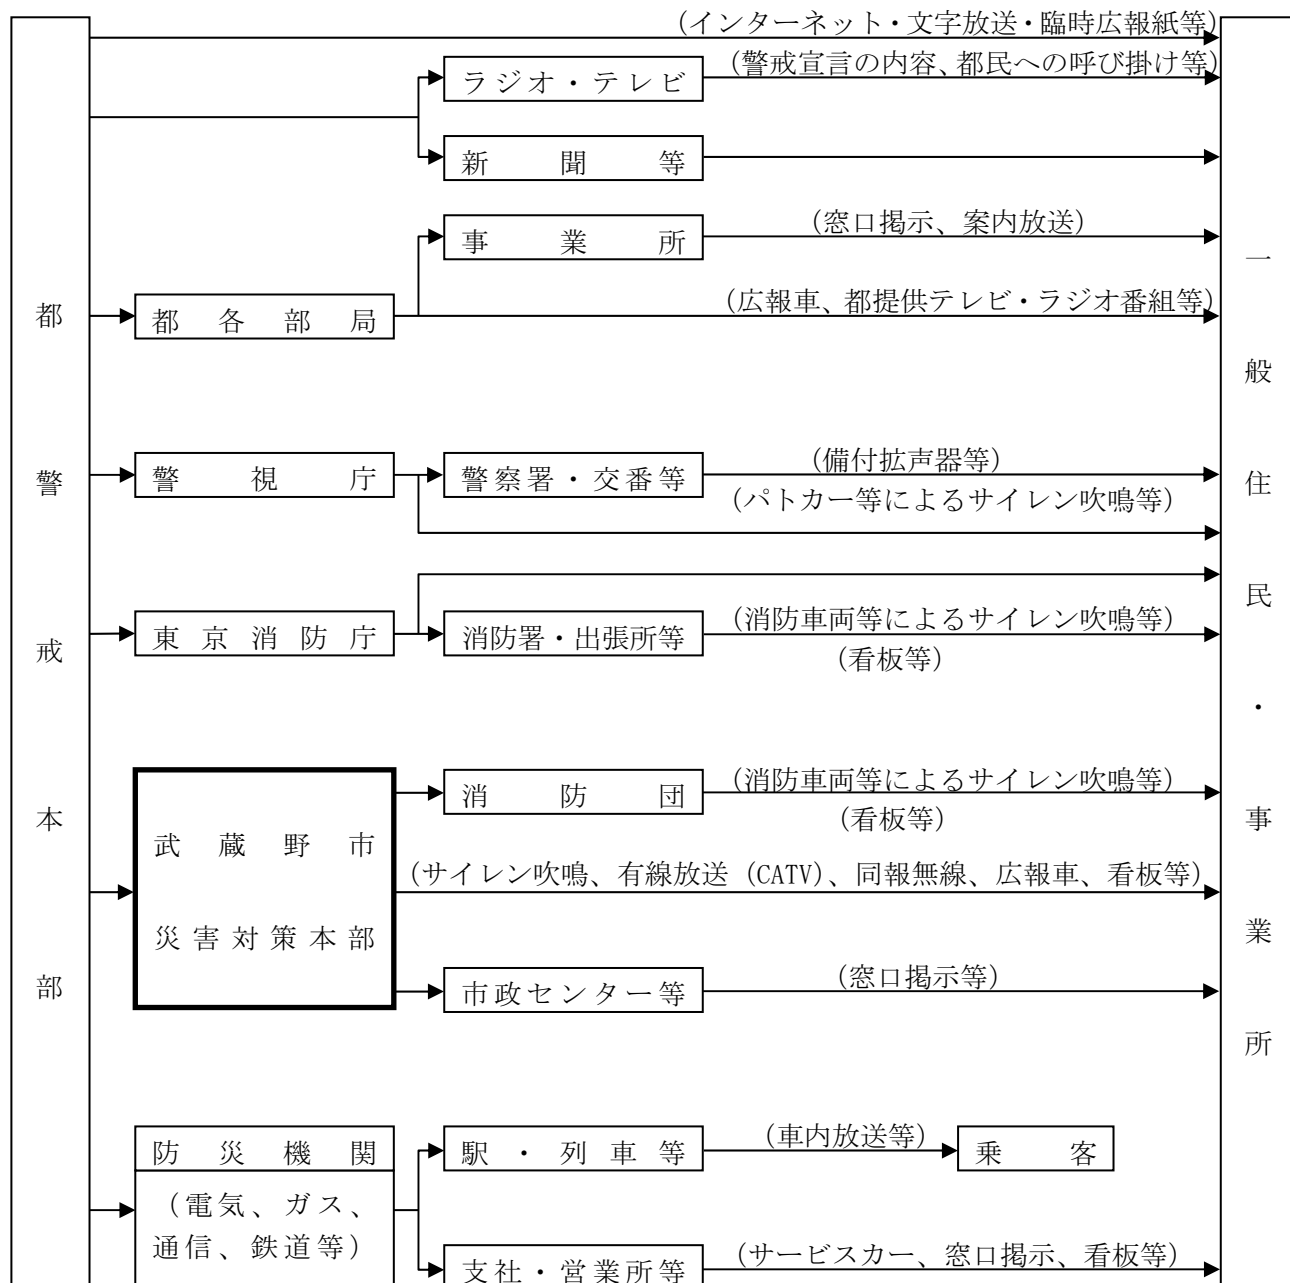 都警戒本部
(インターネット・文字放送・臨時広報紙等)
ラジオ・テレビ
(警戒宣言の内容、都民への呼び掛け等)
新聞等
事業所
(窓口掲示、案内放送)
都各部局
(広報車、都提供テレビ・ラジオ番組等)
警視庁
警察署・交番等
(備付拡声器等)
(パトカー等によるサイレン吹鳴等)
東京消防庁
消防署・出張所等
(消防車両等によるサイレン吹鳴等)
(看板等)
武蔵野市
災害対策本部
消防団
(消防車両等によるサイレン吹鳴等)
(看板等)
(サイレン吹鳴、有線放送(CATV)、同報無線、広報車、看板等)
市政センター等
(窓口掲示等)
防災機関
(電気、ガス、
通信、鉄道等)
駅・列車等
(車内放送等)
乗客
支社・営業所等
(サービスカー、窓口掲示、看板等)
一般住民・事業所